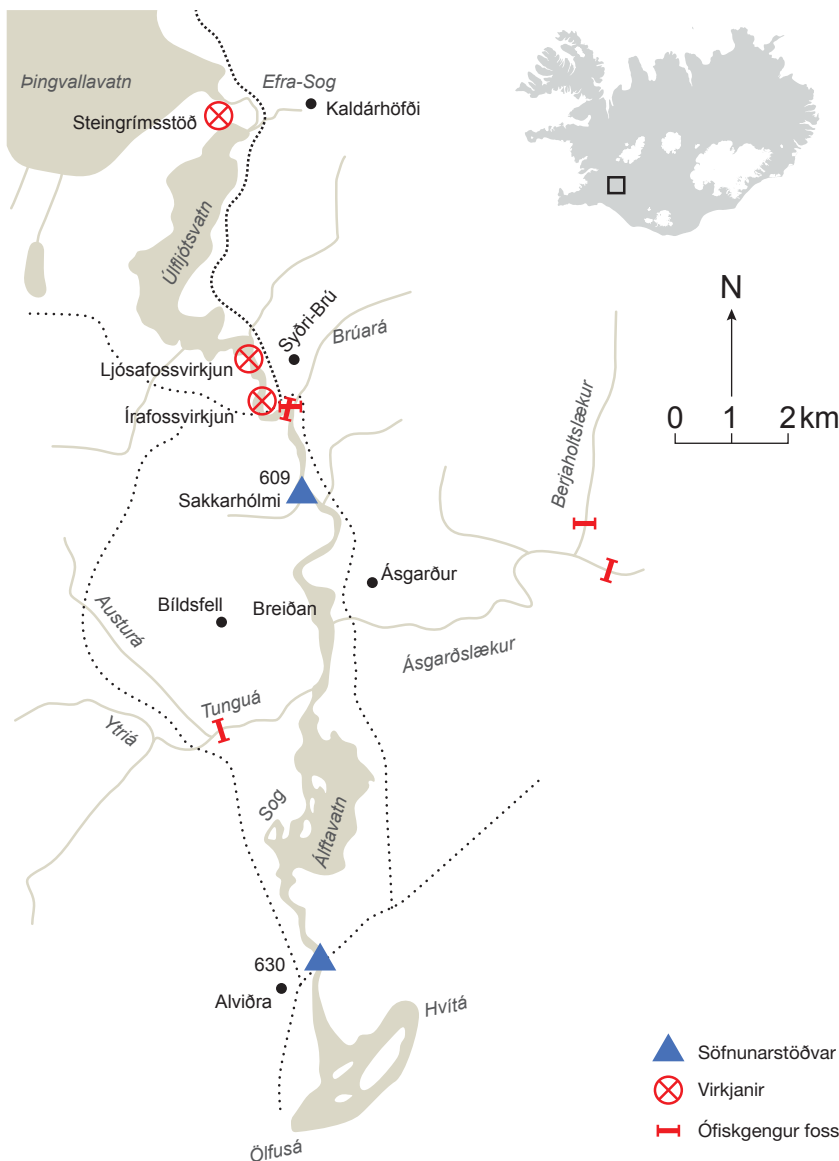 Þingvallavatn
Efra-Sog
Kaldárhöfði
Steingrímsstöð
Úlfljótsvatn
Syðri-Brú
Brúará
Ljósafossvirkjun
Írafossvirkjun
N
0 1 2 km
Berjaholtslækur
609
Sakkarhólmi
Ásgarður
Bíldsfell
Breiðan
Austurá
Ásgarðslækur
Tunguá
Ytriá
Sog
Álftavatn
630
Alviðra
Hvítá
Ölfusá
Söfnunarstöðvar
Virkjanir
Ófiskgengur foss